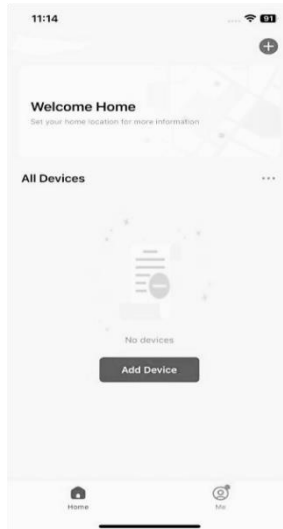 11:14
91
Welcome Home
Set your home location for more information
All Devices
No devices
Add Device
Home
Me